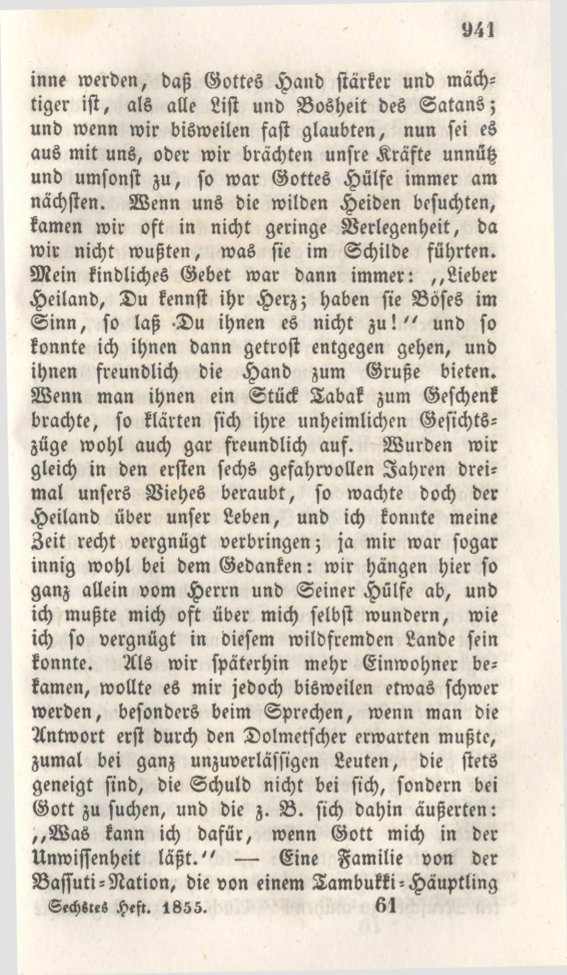 941
inne werden, daß Gottes Hand stärker und mäch⸗
tiger ist, als alle List und Bosheit des Satans;
und wenn wir bisweilen fast glaubten, nun sei es
aus mit uns, oder wir brächten unsre Kräfte unnütz
und umsonst zu, so war Gottes Hülfe immer am
nächsten. Wenn uns die wilden Heiden besuchten,
kamen wir oft in nicht geringe Verlegenheit, da
wir nicht wußten, was sie im Schilde führten.
Mein kindliches Gebet war dann immer: ,,Lieber
Heiland, Du kennst ihr Herz; haben sie Böses im
Sinn, so laß Du ihnen es nicht zu!'' und so
konnte ich ihnen dann getrost entgegen gehen, und
ihnen freundlich die Hand zum Gruße bieten.
Wenn man ihnen ein Stück Tabak zum Geschenk
brachte, so klärten sich ihre unheimlichen Gesichts⸗
züge wohl auch gar freundlich auf. Wurden wir
gleich in den ersten sechs gefahrvollen Jahren drei⸗
mal unsers Viehes beraubt, so wachte doch der
Heiland über unser Leben, und ich konnte meine
Zeit recht vergnügt verbringen; ja mir war sogar
innig wohl bei dem Gedanken: wir hängen hier so
ganz allein vom Herrn und Seiner Hülfe ab, und
ich mußte mich oft über mich selbst wundern, wie
ich so vergnügt in diesem wildfremden Lande sein
konnte. Als wir späterhin mehr Einwohner be⸗
kamen, wollte es mir jedoch bisweilen etwas schwer
werden, besonders beim Sprechen, wenn man die
Antwort erst durch den Dolmetscher erwarten mußte,
zumal bei ganz unzuverlässigen Leuten, die stets
geneigt sind, die Schuld nicht bei sich, sondern bei
Gott zu suchen, und die z. B. sich dahin äußerten:
,,Was kann ich dafür, wenn Gott mich in der
Unwissenheit läßt.'' — Eine Familie von der
Bassuti⸗Nation, die von einem Tambukki⸗Häuptling
Sechstes Heft. 1855. 61